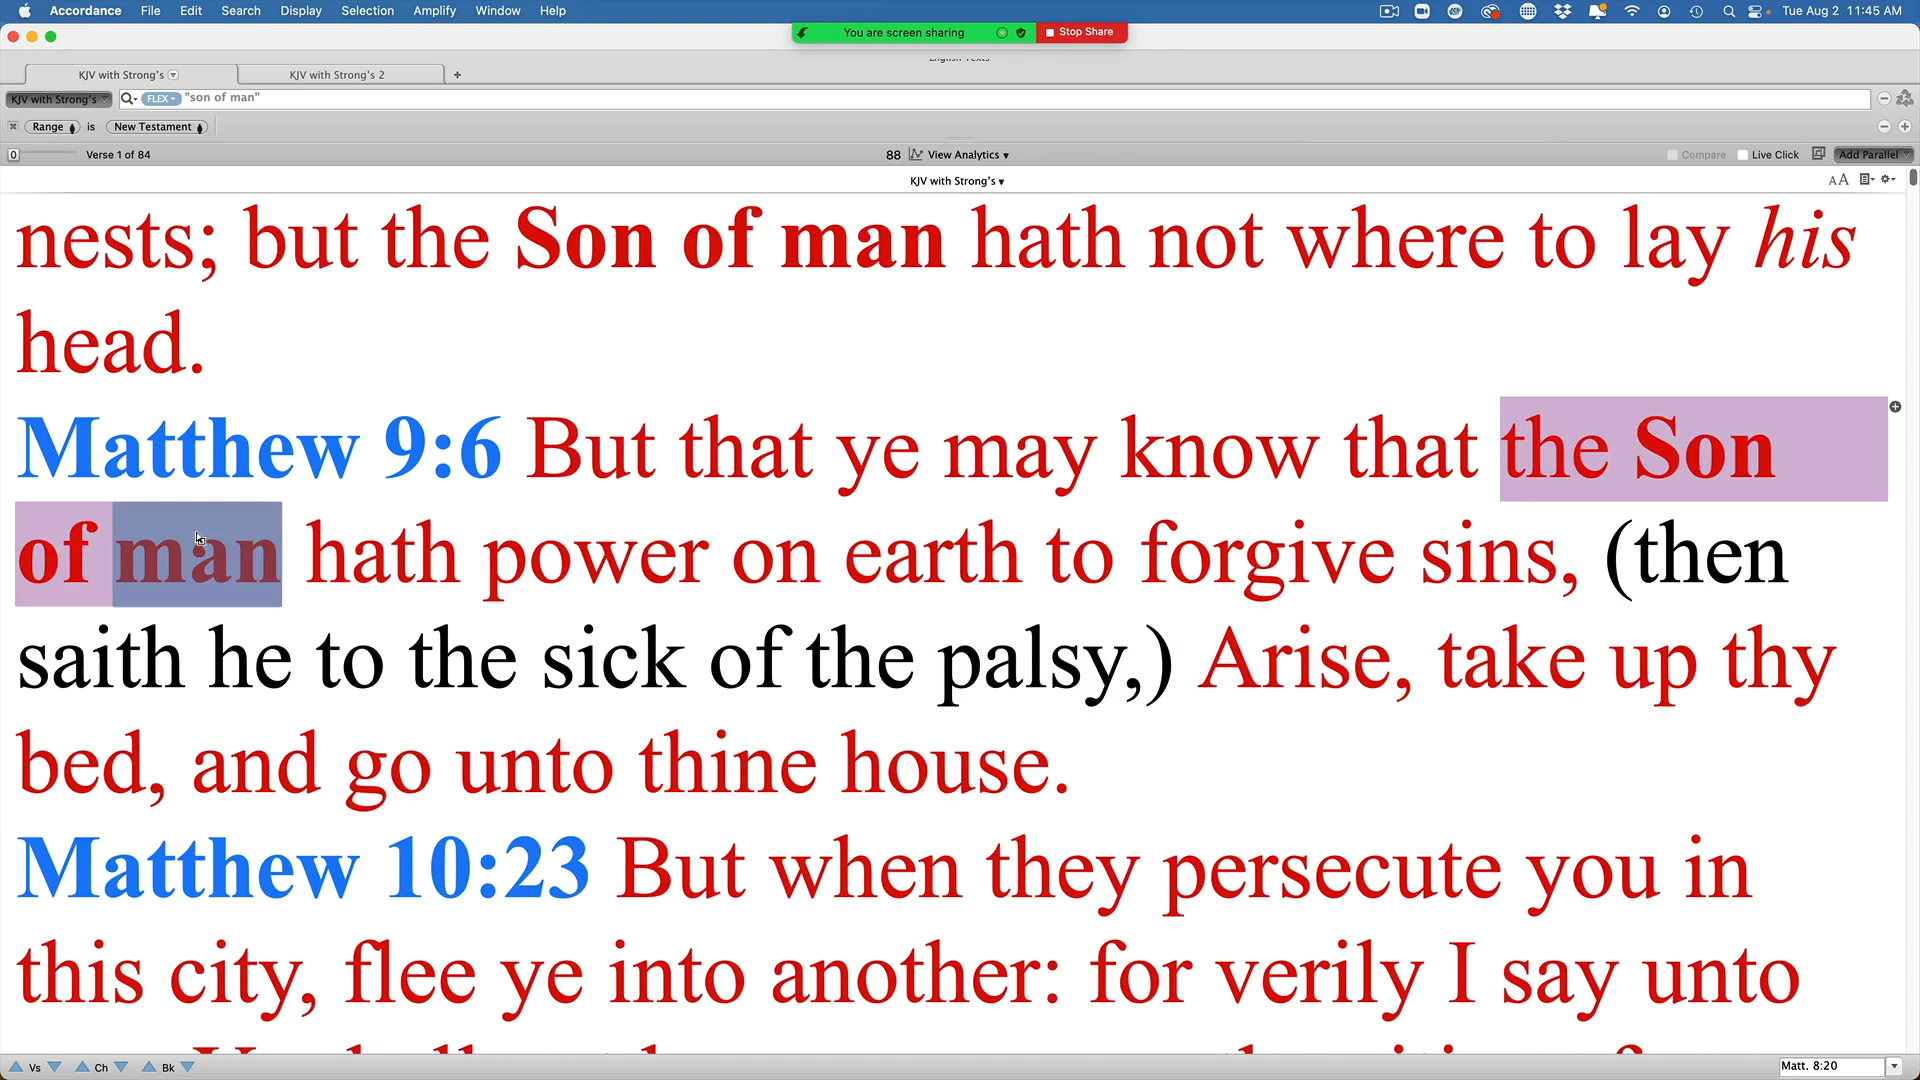 Accordance File Edit Search Display Selection Amplify Window Help Tue Aug 2 11:45 AM
You are screen sharing Stop Share
English Texts
KJV with Strong's KJV with Strong's 2 +
KJV with Strong's FLEX "son of man"
Range is New Testament
0 Verse 1 of 84 88 View Analytics Compare Live Click Add Parallel
KJV with Strong's AA
nests; but the Son of man hath not where to lay his
head.
Matthew 9:6 But that ye may know that the Son
of man hath power on earth to forgive sins, (then
saith he to the sick of the palsy,) Arise, take up thy
bed, and go unto thine house.
Matthew 10:23 But when they persecute you in
this city, flee ye into another: for verily I say unto
Vs Ch Bk Matt. 8:20